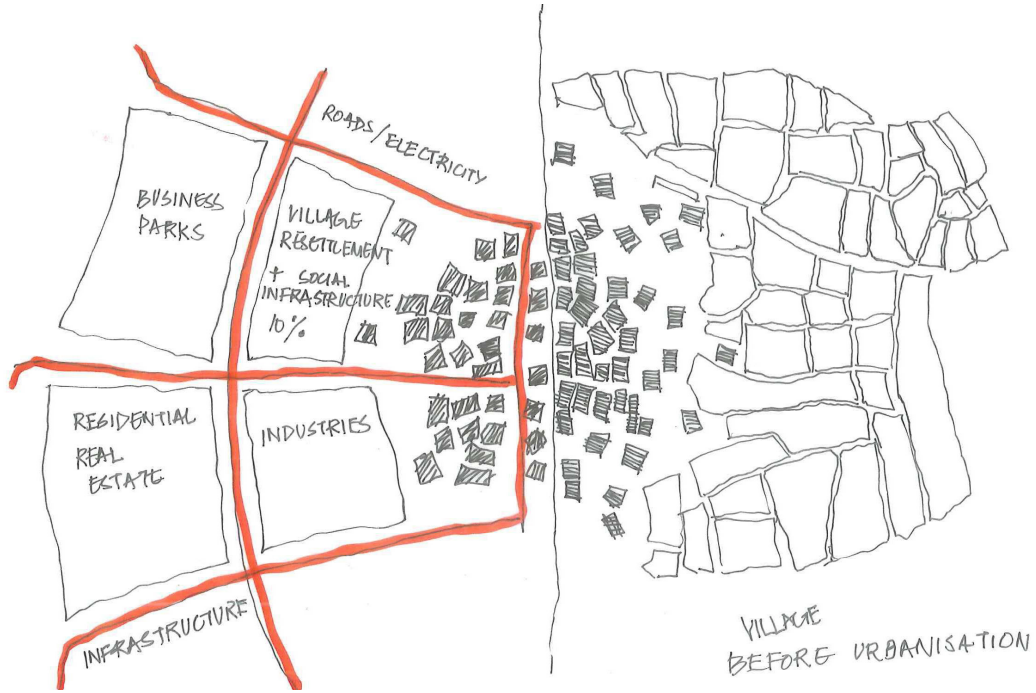 ROADS/ELECTRICITY
BUSINESS
PARKS
VILLAGE
RESETTLEMENT
+ SOCIAL
INFRASTRUCTURE
10%
RESIDENTIAL
REAL
ESTATE
INDUSTRIES
INFRASTRUCTURE
VILLAGE
BEFORE URBANISATION